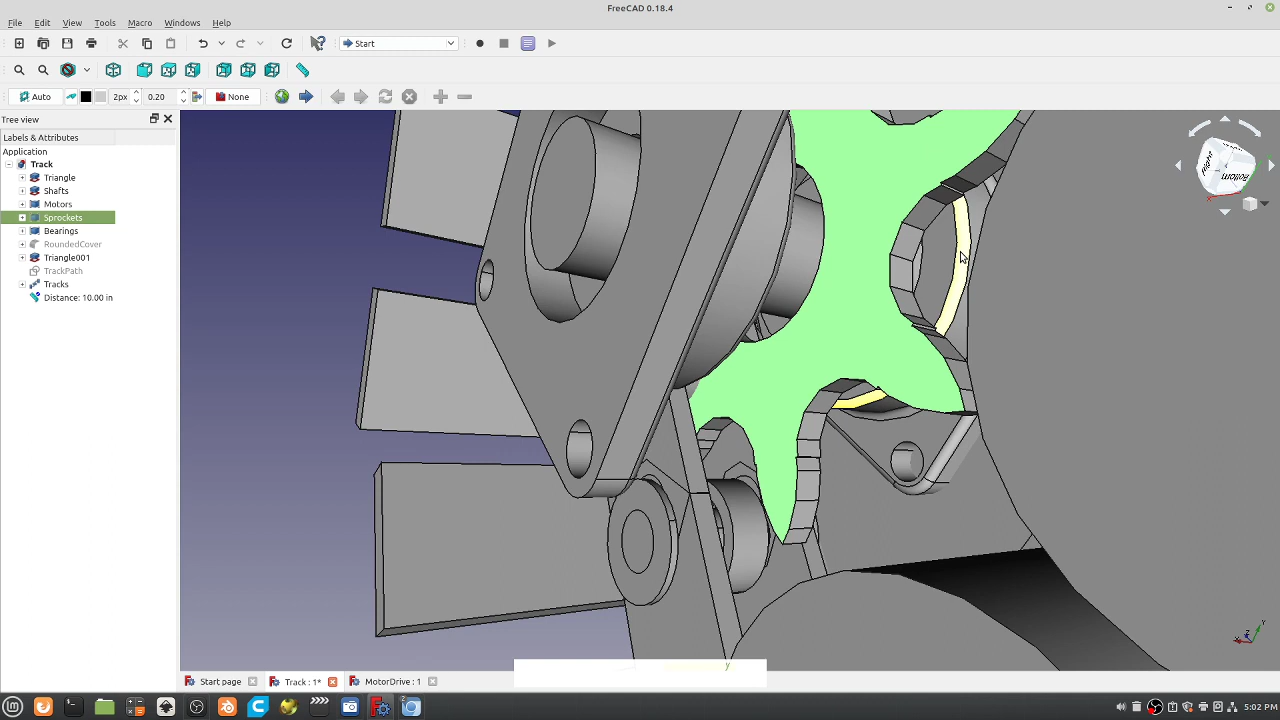 FreeCAD 0.18.4
File Edit View Tools Macro Windows Help
Start
Auto 2px 0.20 None
Tree view
Labels & Attributes
Application
Track
Triangle
Shafts
Motors
Sprockets
Bearings
RoundedCover
Triangle001
TrackPath
Tracks
Distance: 10.00 in
Bottom
Y
Z
y
Start page Track : 1* MotorDrive : 1
2
5:02 PM